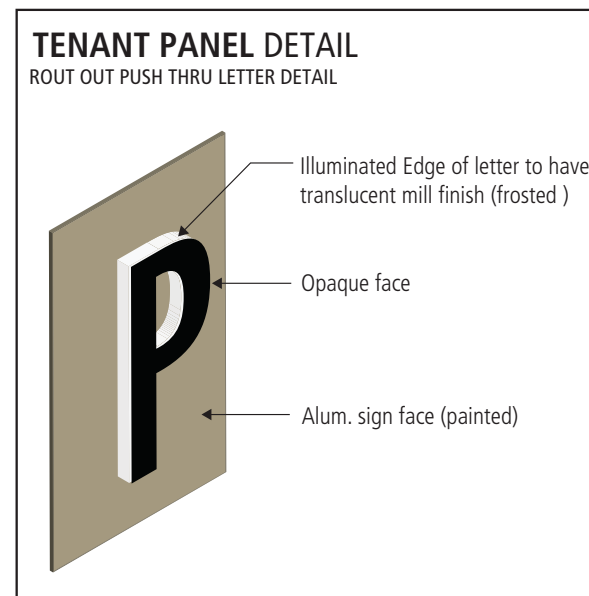 TENANT PANEL DETAIL
ROUT OUT PUSH THRU LETTER DETAIL
Illuminated Edge of letter to have
translucent mill finish (frosted )
Opaque face
Alum. sign face (painted)
P